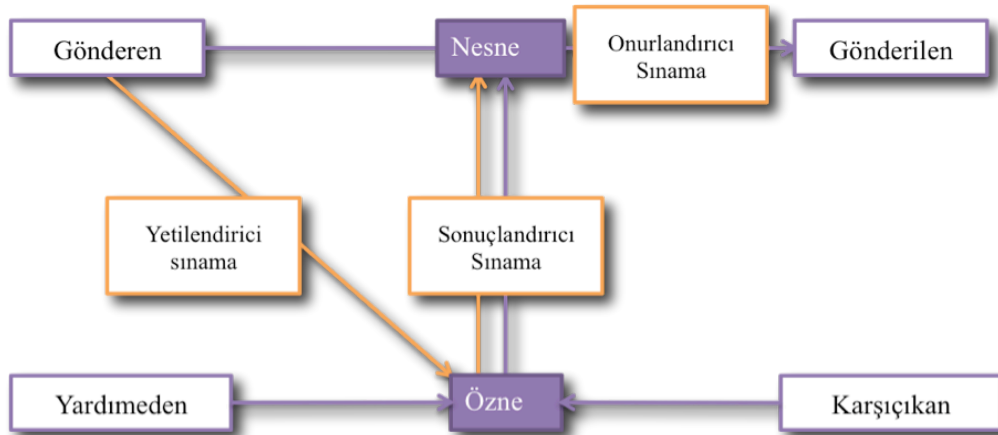 Gönderen
Nesne
Onurlandırıcı
Sınama
Gönderilen
Yetilendirici
sınama
Sonuçlandırıcı
Sınama
Yardımeden
Özne
Karşıçıkan